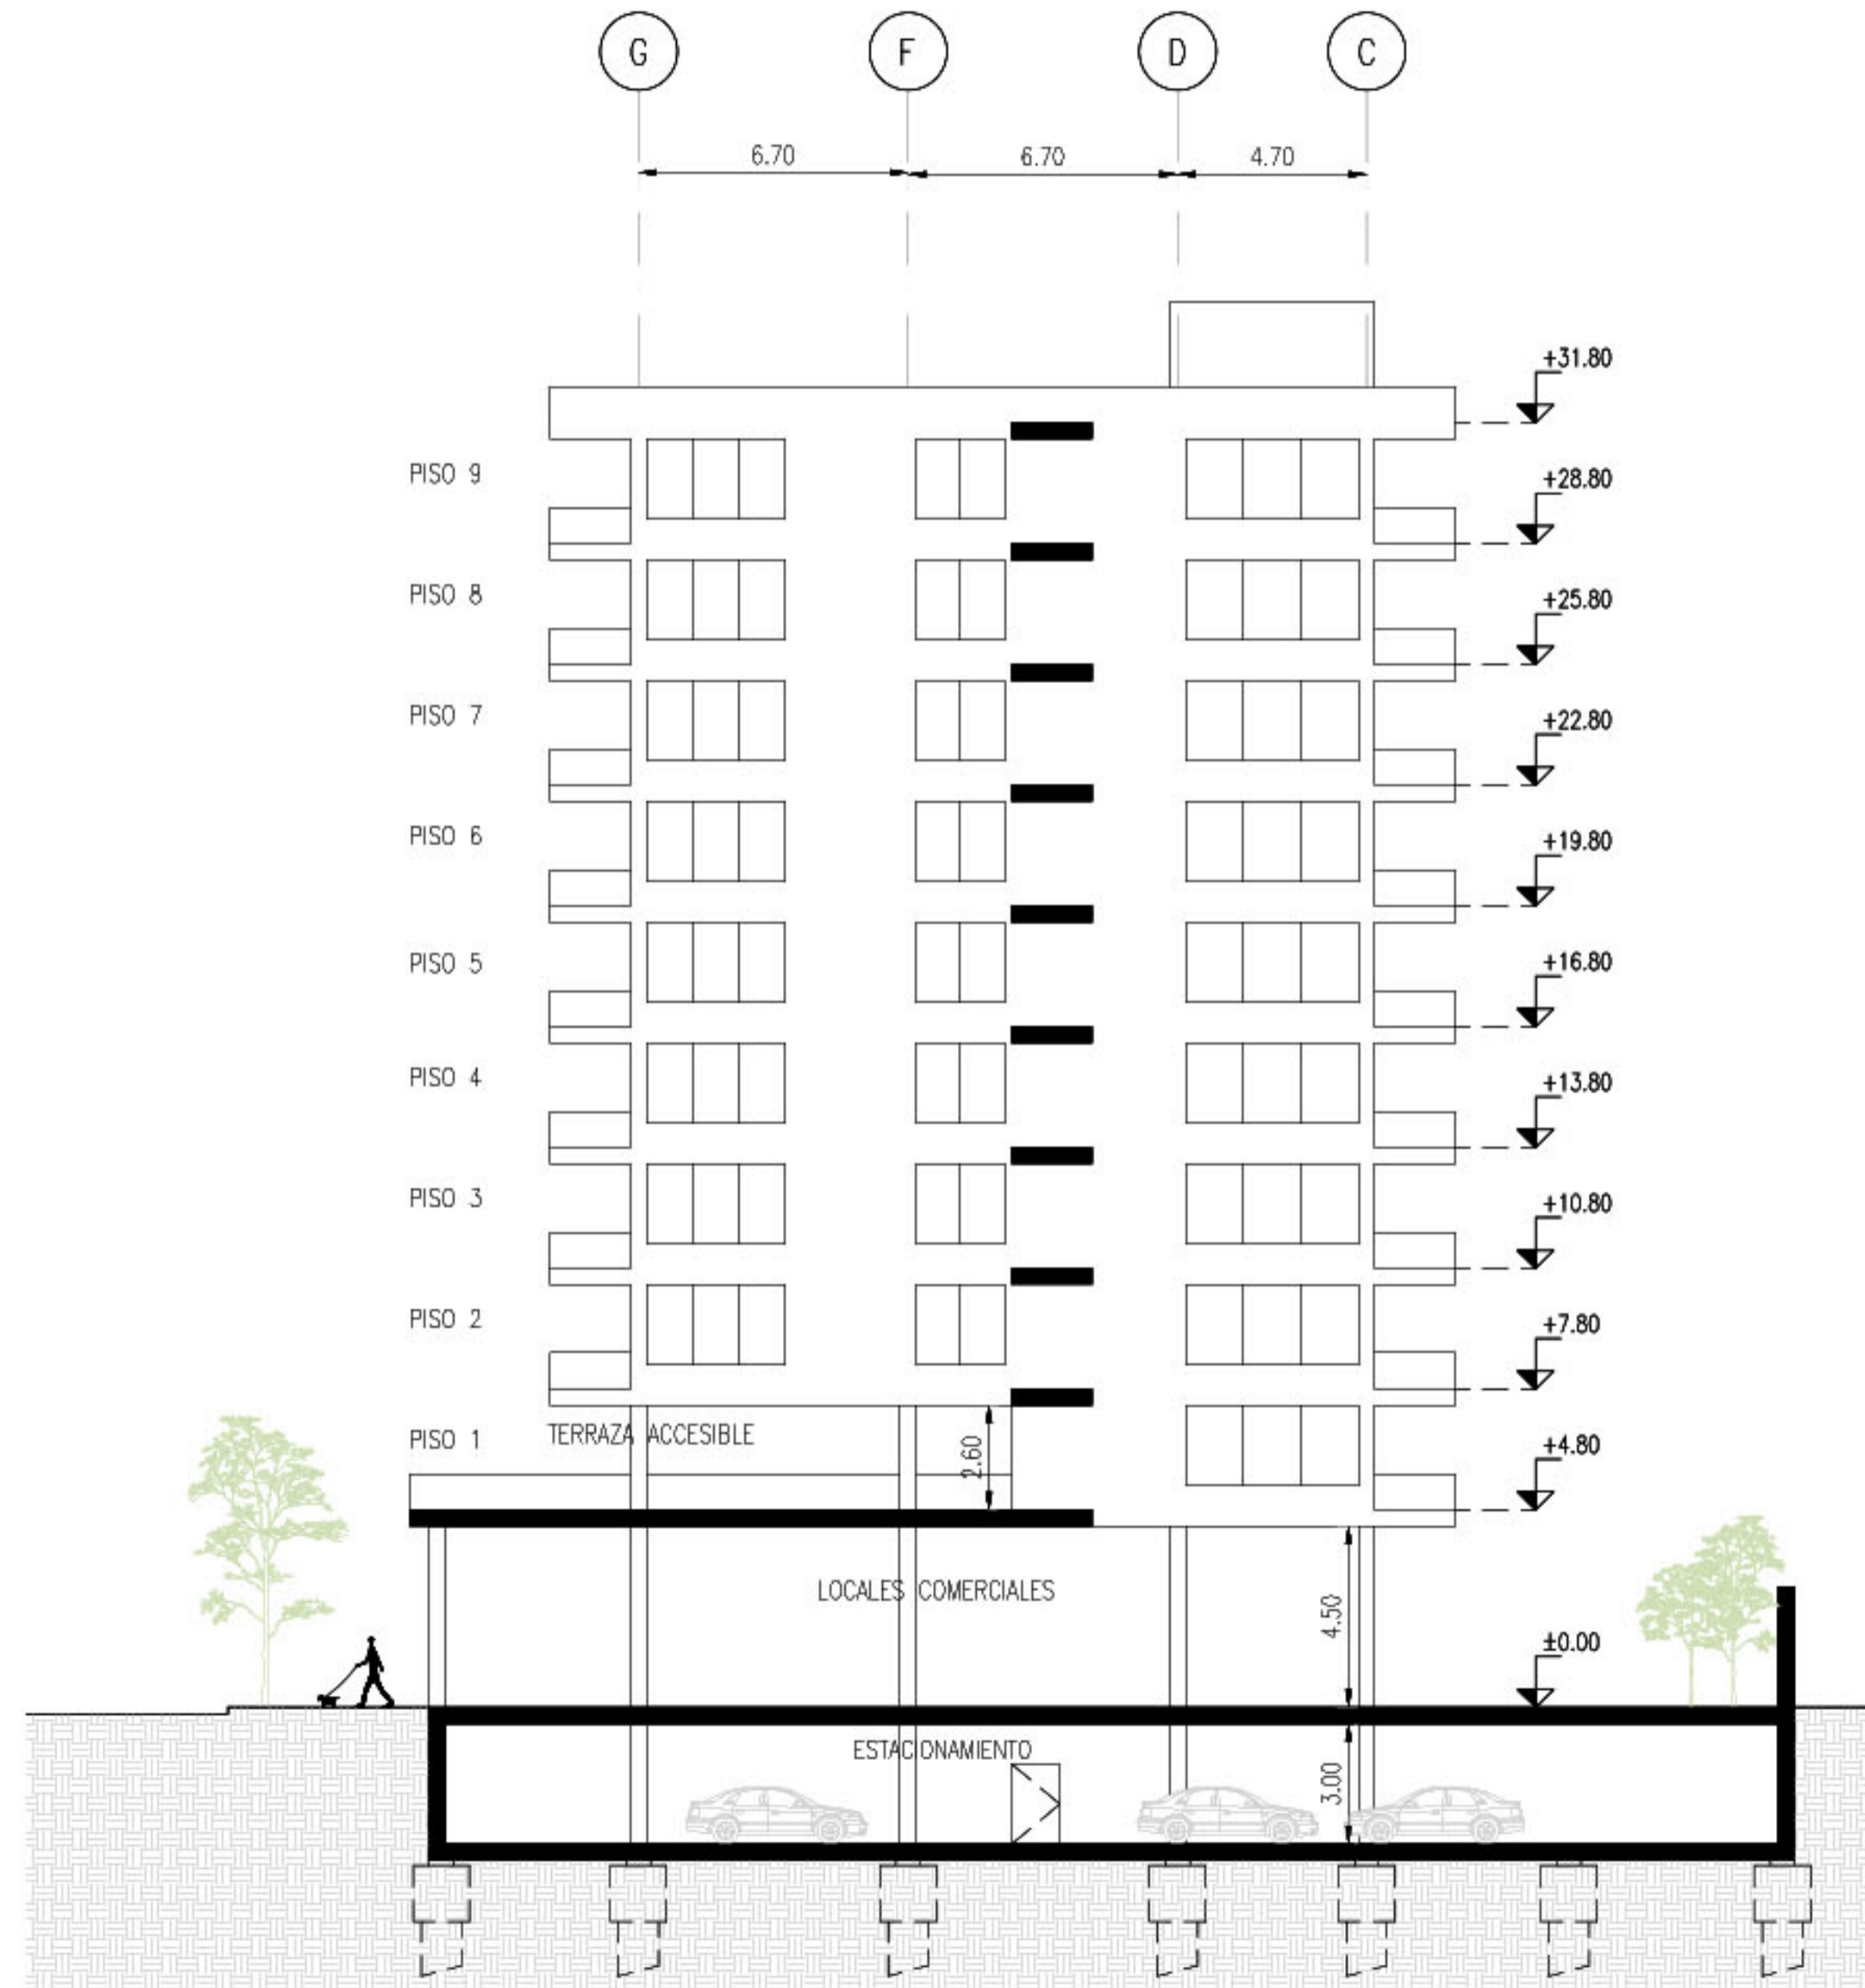 G F D C
6.70 6.70 4.70
+31.80
PISO 9
+28.80
PISO 8
+25.80
PISO 7
+22.80
PISO 6
+19.80
PISO 5
+16.80
PISO 4
+13.80
PISO 3
+10.80
PISO 2
+7.80
PISO 1
TERRAZA ACCESIBLE
2.60
+4.80
LOCALES COMERCIALES
4.50
±0.00
ESTACIONAMIENTO
3.00